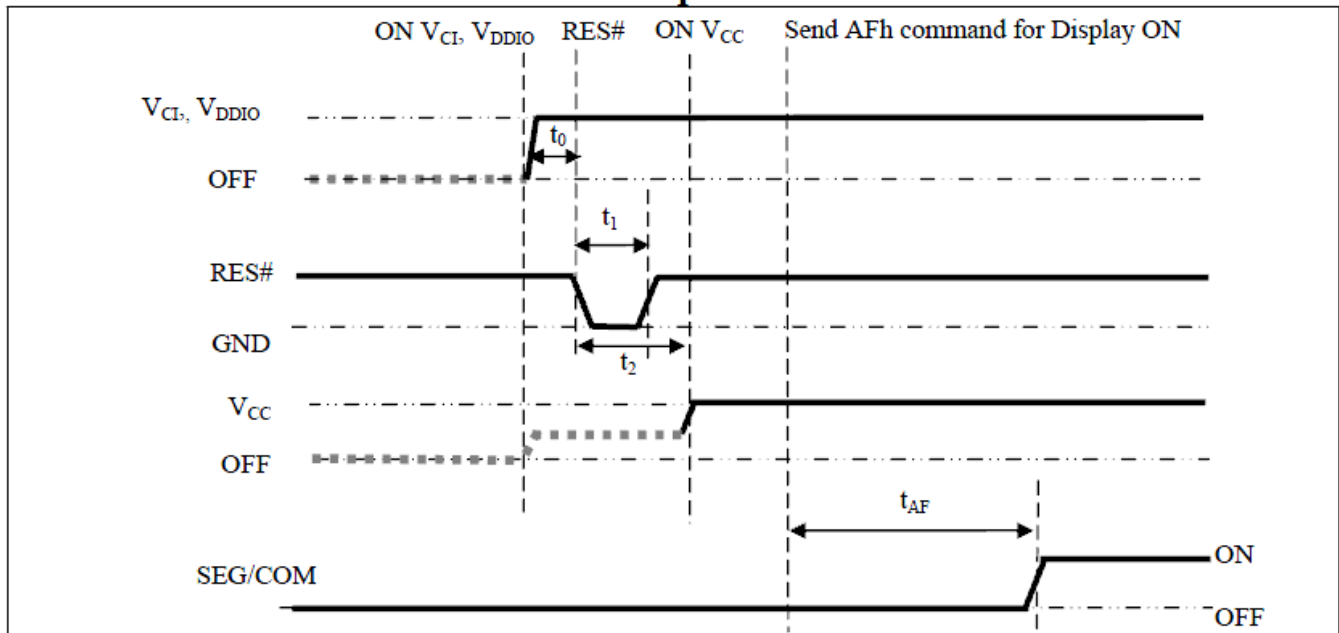 ON VCI, VDDIO RES# ON VCC Send AFh command for Display ON
VCI,, VDDIO
t0
OFF
t1
RES#
GND
t2
VCC
OFF
tAF
ON
SEG/COM
OFF